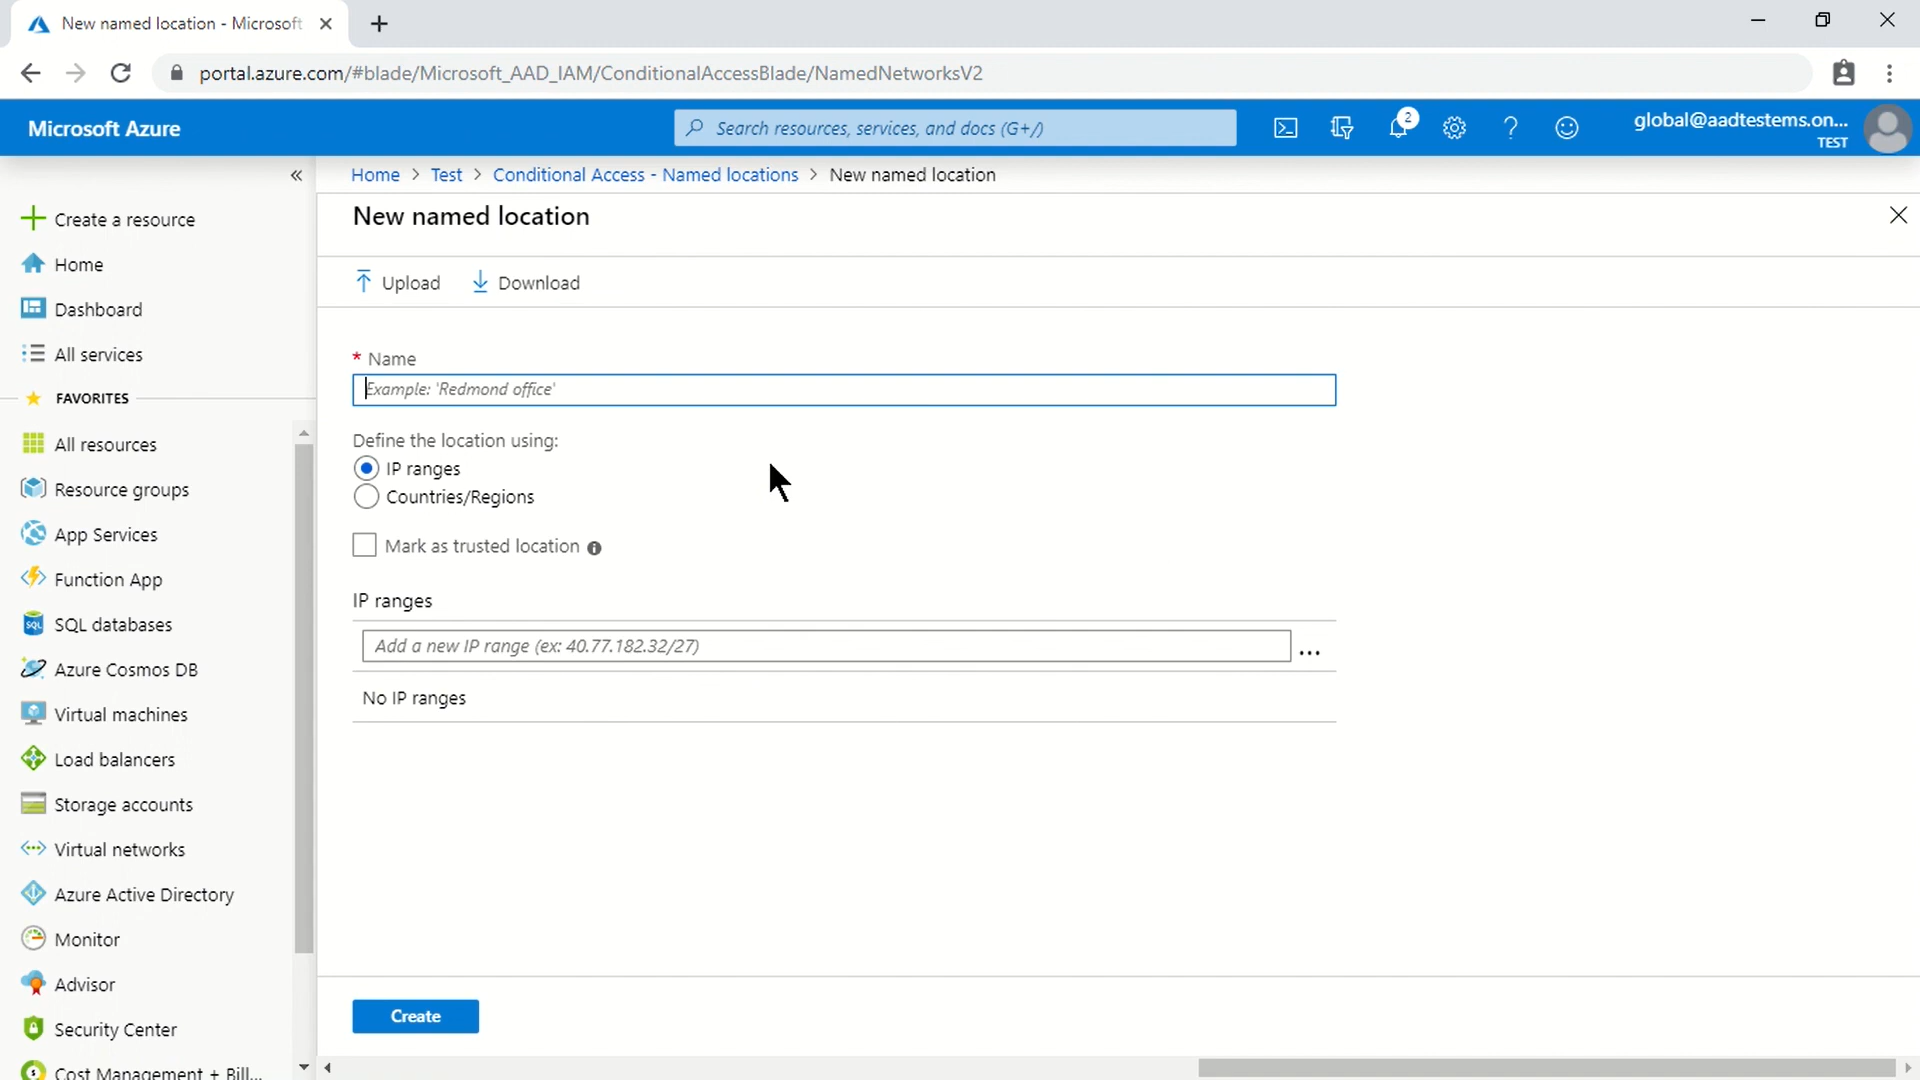 New named location - Microsoft
portal.azure.com/#blade/Microsoft_AAD_IAM/ConditionalAccessBlade/NamedNetworksV2
Microsoft Azure
Search resources, services, and docs (G+/)
2
global@aadtestems.on...
TEST
Home > Test > Conditional Access - Named locations > New named location
New named location
Create a resource
Home
Dashboard
All services
FAVORITES
All resources
Resource groups
App Services
Function App
SQL
SQL databases
Azure Cosmos DB
Virtual machines
Load balancers
Storage accounts
Virtual networks
Azure Active Directory
Monitor
Advisor
Security Center
Cost Management + Bill...
Upload
Download
* Name
Example: 'Redmond office'
Define the location using:
IP ranges
Countries/Regions
Mark as trusted location
IP ranges
Add a new IP range (ex: 40.77.182.32/27)
...
No IP ranges
Create